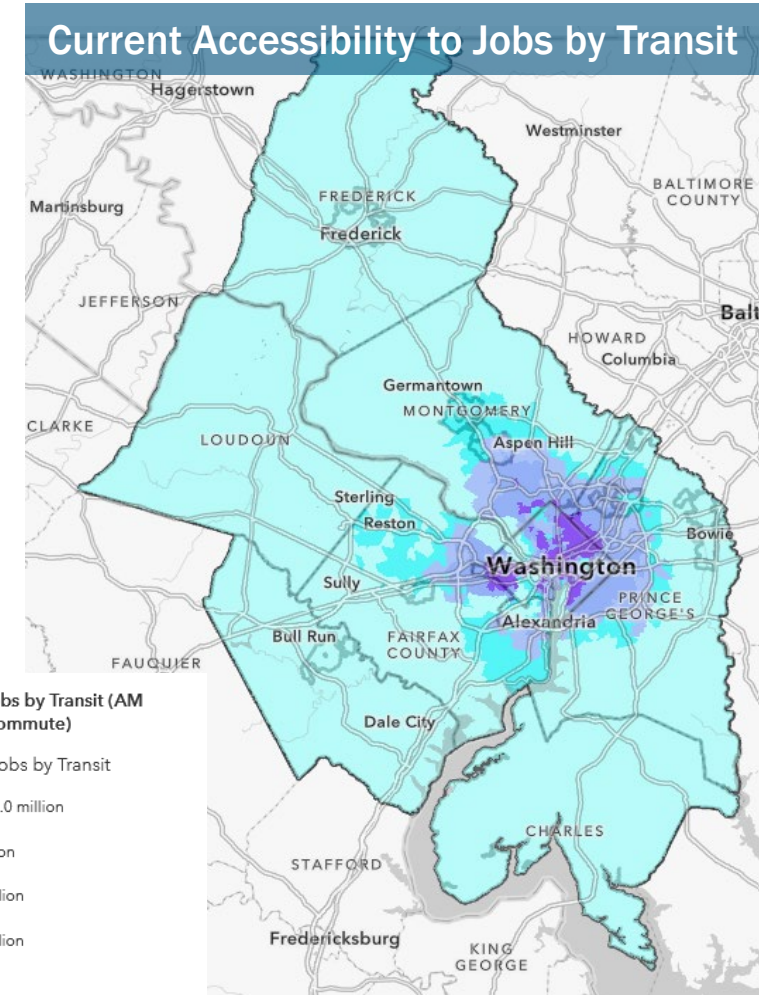 Current Accessibility to Jobs by Transit
WASHINGTON
Hagerstown
Westminster
BALTIMORE
COUNTY
Martinsburg
FREDERICK
Frederick
JEFFERSON
Balt
HOWARD
Columbia
Germantown
MONTGOMERY
CLARKE
LOUDOUN
Aspen Hill
Sterling
Reston
Bowie
Washington
Sully
PRINCE
GEORGE'S
Alexandria
Bull Run
FAIRFAX
COUNTY
FAUQUIER
bs by Transit (AM
ommute)
Dale City
obs by Transit
.0 million
on
CHARLES
STAFFORD
lion
lion
Fredericksburg
KING
GEORGE